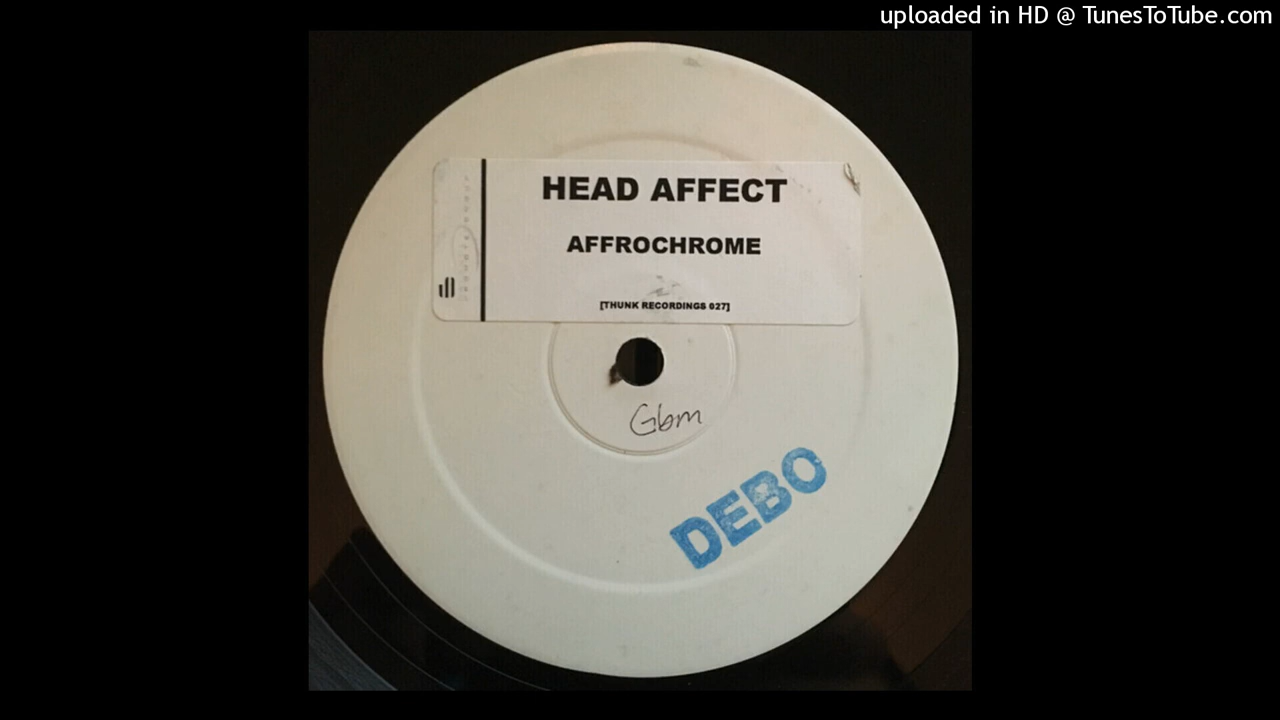 uploaded in HD @ TunesToTube.com
HEAD AFFECT
AFFROCHROME
[THUNK RECORDINGS 027]
Gbm
DEBO